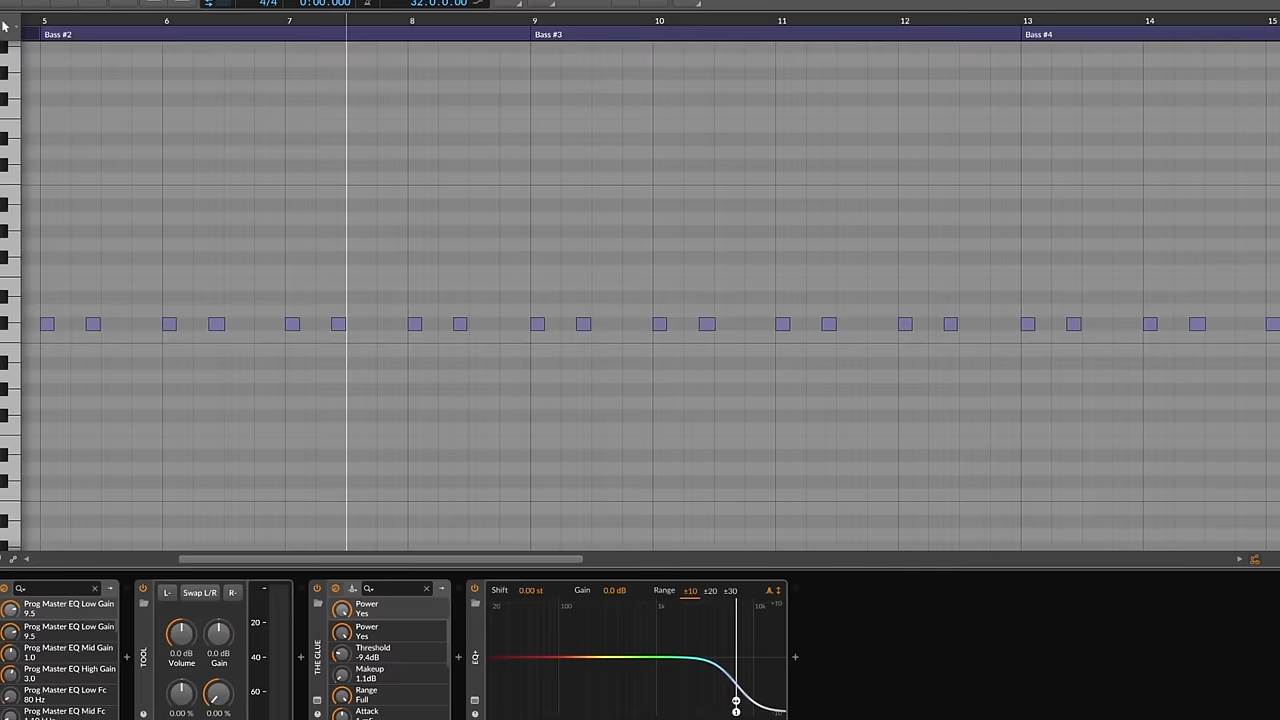 4/4 0:00.000 32.0.0.00
5 6 7 8 9 10 11 12 13 14 15
Bass #2 Bass #3 Bass #4
Prog Master EQ Low Gain
9.5
Prog Master EQ Low Gain
9.5
Prog Master EQ Mid Gain
1.0
Prog Master EQ High Gain
3.0
Prog Master EQ Low Fc
80 Hz
Prog Master EQ Mid Fc
TOOL
L- Swap L/R R-
0.0 dB 0.0 dB
Volume Gain
0.00 % 0.00 %
20
40
60
THE GLUE
Power
Yes
Power
Yes
Threshold
-9.4dB
Makeup
1.1dB
Range
Full
Attack
EQ+
Shift 0.00 st Gain 0.0 dB Range ±10 ±20 ±30
20 100 1k 10k +10
-10